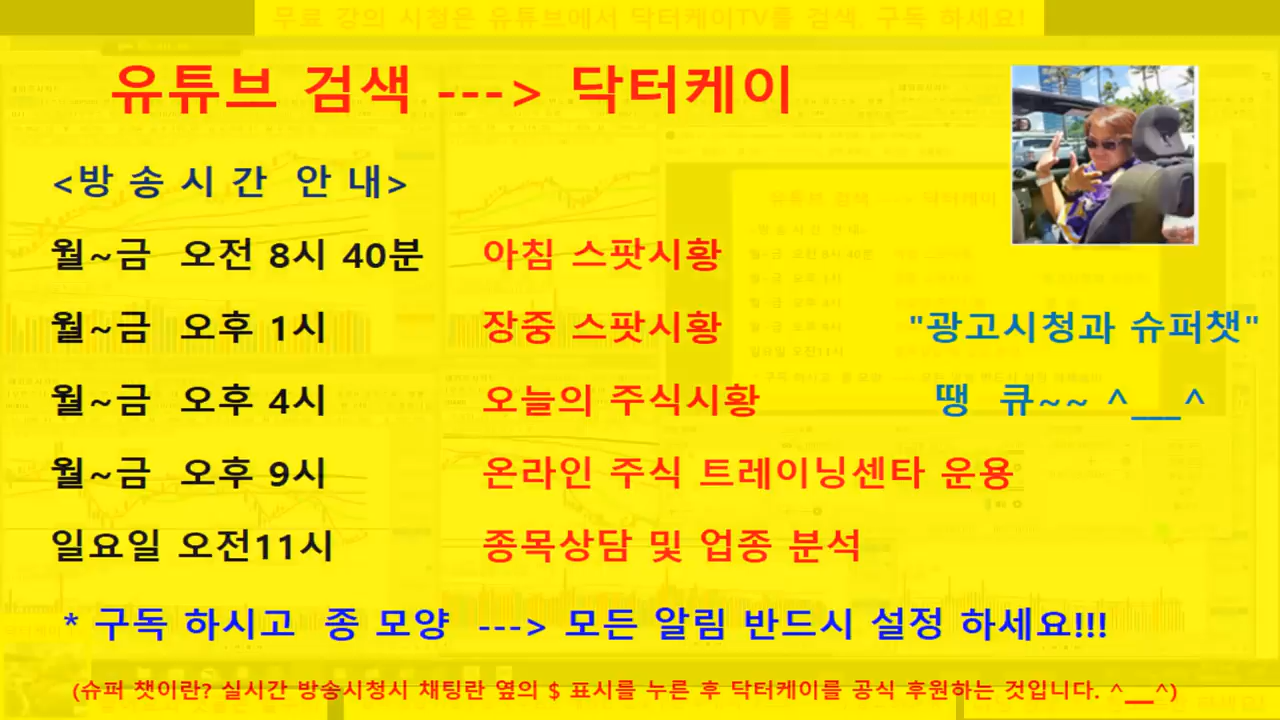 무료 강의 시청은 유튜브에서 닥터케이TV를 검색, 구독 하세요!
유튜브 검색 ---> 닥터케이
<방 송 시 간 안 내>
월~금 오전 8시 40분 아침 스팟시황
월~금 오후 1시 장중 스팟시황 "광고시청과 슈퍼챗"
월~금 오후 4시 오늘의 주식시황 땡 큐~~ ^___^
월~금 오후 9시 온라인 주식 트레이닝센타 운용
일요일 오전11시 종목상담 및 업종 분석
* 구독 하시고 종 모양 ---> 모든 알림 반드시 설정 하세요!!!
(슈퍼 챗이란? 실시간 방송시청시 채팅란 옆의 $ 표시를 누른 후 닥터케이를 공식 후원하는 것입니다. ^__^)